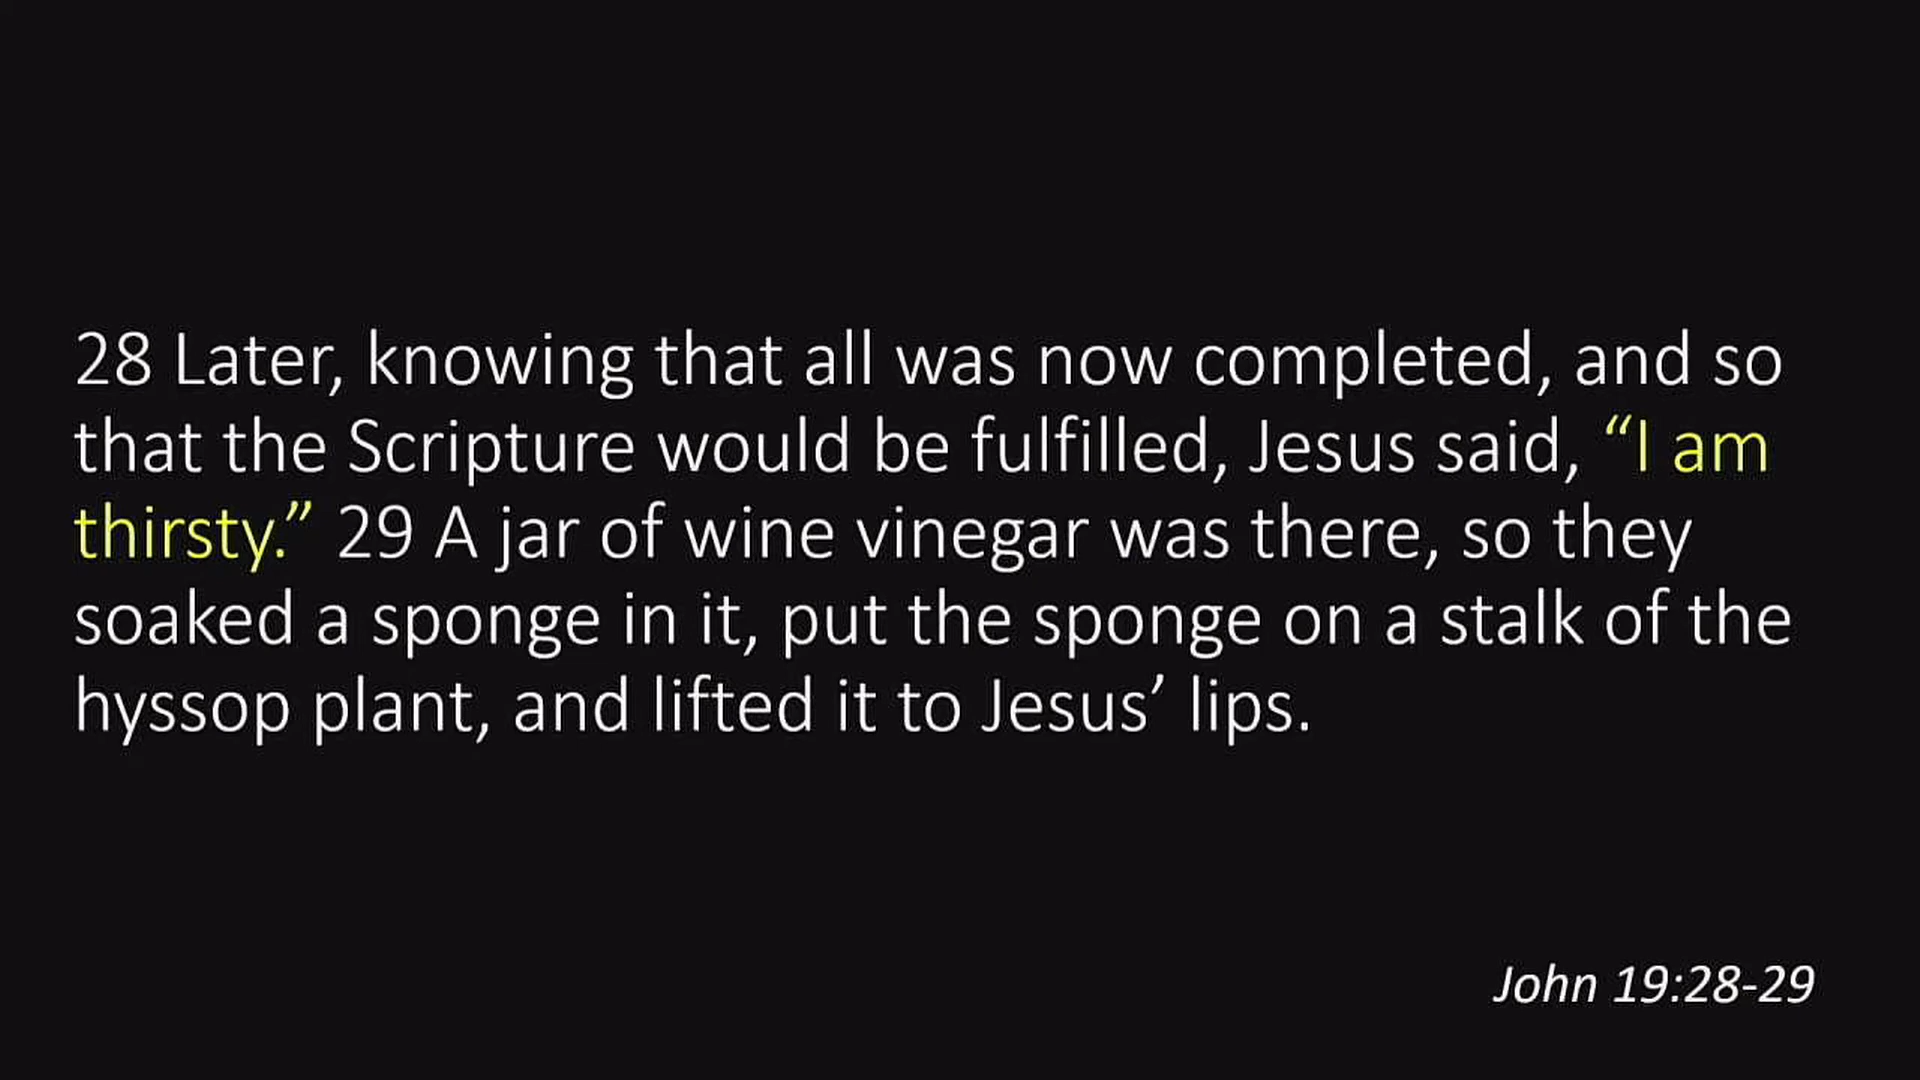 28 Later, knowing that all was now completed, and so
that the Scripture would be fulfilled, Jesus said, “I am
thirsty.” 29 A jar of wine vinegar was there, so they
soaked a sponge in it, put the sponge on a stalk of the
hyssop plant, and lifted it to Jesus’ lips.
John 19:28-29